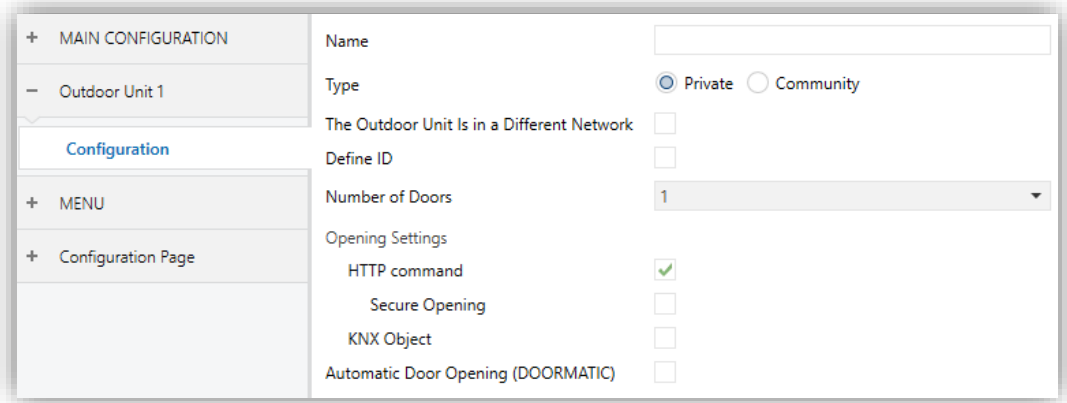 + MAIN CONFIGURATION
− Outdoor Unit 1
Configuration
+ MENU
+ Configuration Page
Name
Type
Private Community
The Outdoor Unit Is in a Different Network
Define ID
Number of Doors
1
Opening Settings
HTTP command
Secure Opening
KNX Object
Automatic Door Opening (DOORMATIC)